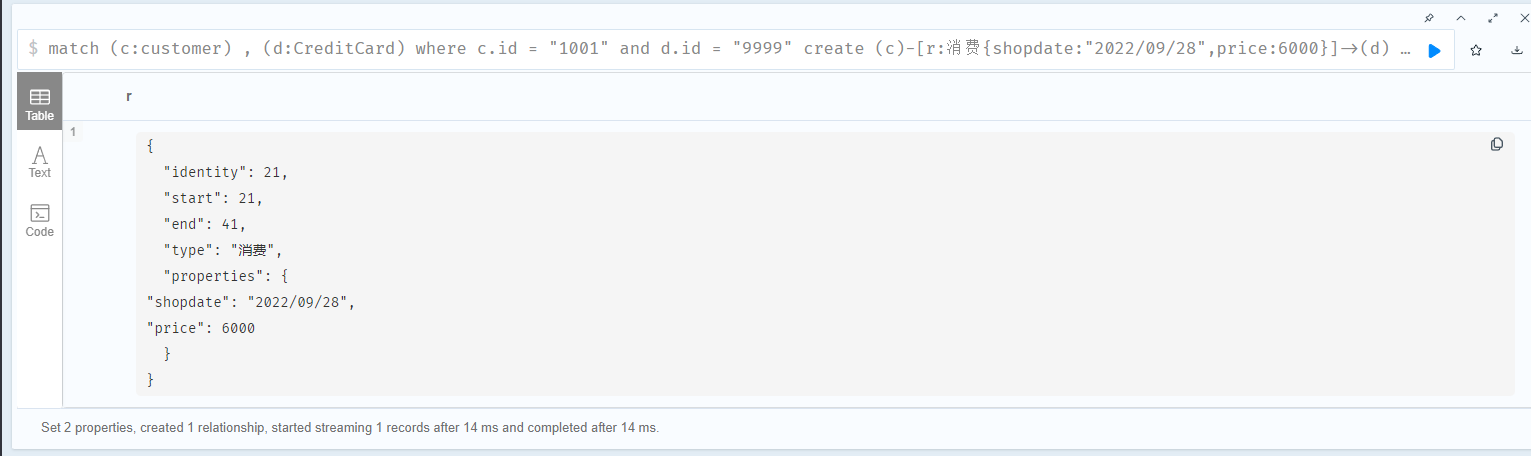 $ match (c:customer) , (d:CreditCard) where c.id = "1001" and d.id = "9999" create (c)-[r:消费{shopdate:"2022/09/28",price:6000}]->(d) …
r
Table
1
{
"identity": 21,
"start": 21,
"end": 41,
"type": "消费",
"properties": {
"shopdate": "2022/09/28",
"price": 6000
}
}
Text
Code
Set 2 properties, created 1 relationship, started streaming 1 records after 14 ms and completed after 14 ms.